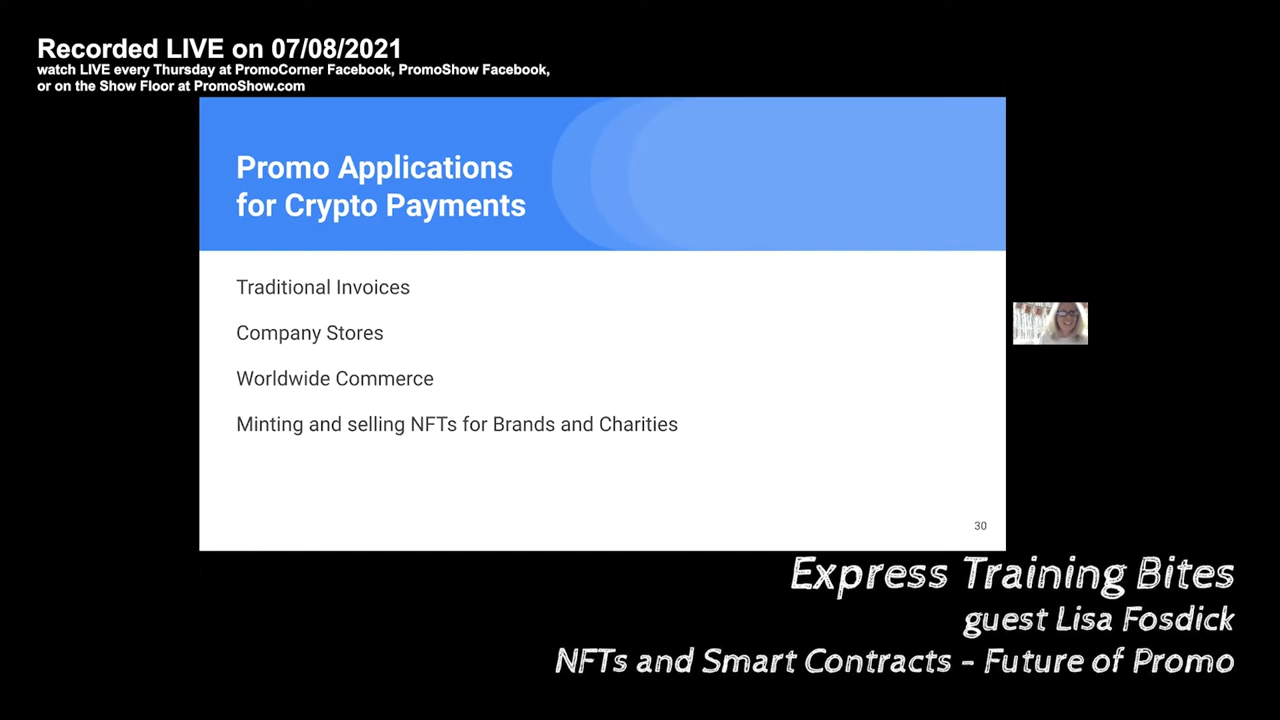 Recorded LIVE on 07/08/2021
watch LIVE every Thursday at PromoCorner Facebook, PromoShow Facebook,
or on the Show Floor at PromoShow.com
Promo Applications
for Crypto Payments
Traditional Invoices
Company Stores
Worldwide Commerce
Minting and selling NFTs for Brands and Charities
30
Express Training Bites
guest Lisa Fosdick
NFTs and Smart Contracts - Future of Promo